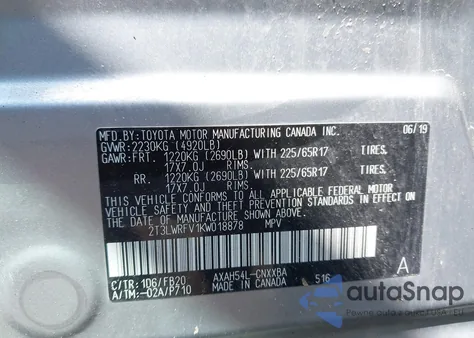 MFD.BY:TOYOTA MOTOR MANUFACTURING CANADA INC. 06/19
GVWR:2230KG (4920LB)
GAWR:FRT. 1220KG (2690LB) WITH 225/65R17 TIRES.
17X7.0J RIMS.
RR. 1220KG (2690LB) WITH 225/65R17 TIRES.
17X7.0J RIMS.
THIS VEHICLE CONFORMS TO ALL APPLICABLE FEDERAL MOTOR
VEHICLE SAFETY AND THEFT PREVENTION STANDARDS IN EFFECT ON
THE DATE OF MANUFACTURE SHOWN ABOVE.
2T3LWRFV1KW018878 MPV
C/TR:1D6/FB20 AXAH54L-CNXXBA A
A/TM:-02A/P710 MADE IN CANADA 516
autoSnap
Pewne auta z USA